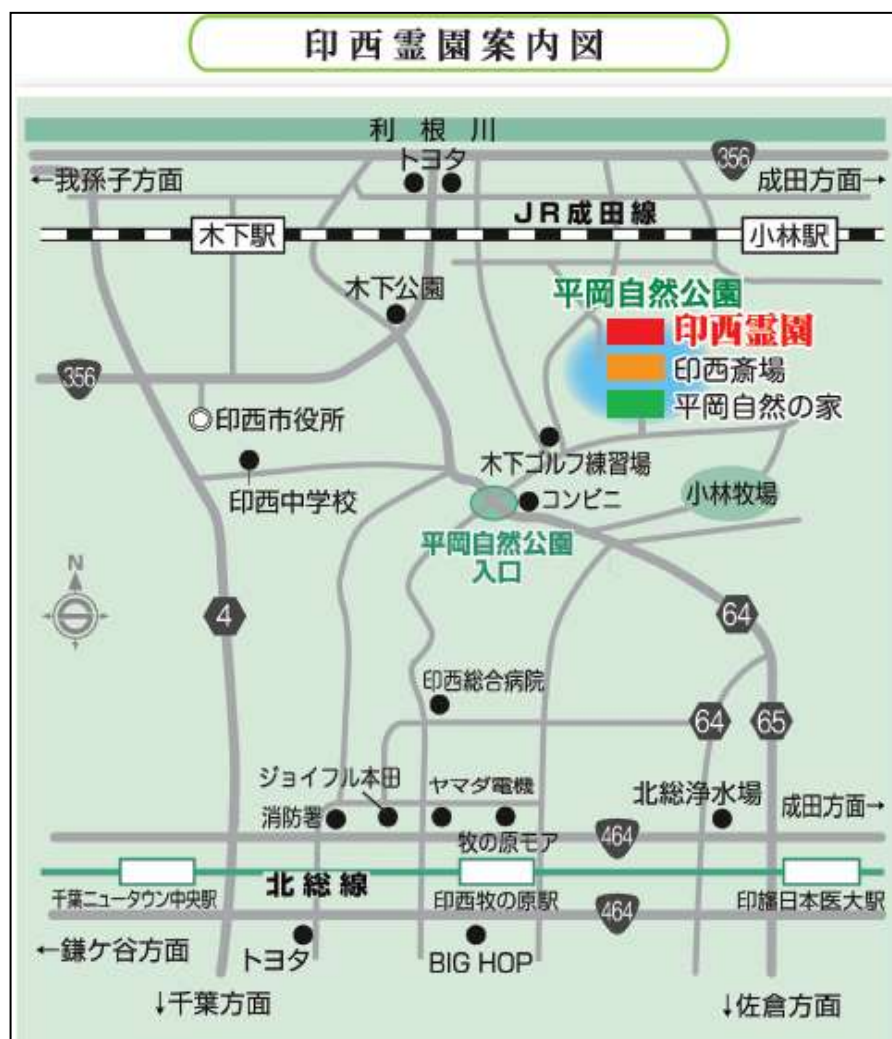 印西霊園案内図
利根川
トヨタ
356
←我孫子方面
成田方面→
JR成田線
木下駅
小林駅
木下公園
平岡自然公園
印西霊園
印西斎場
平岡自然の家
356
印西市役所
木下ゴルフ練習場
印西中学校
コンビニ
小林牧場
平岡自然公園
入口
N
4
64
印西総合病院
64
65
ジョイフル本田
ヤマダ電機
北総浄水場
成田方面→
消防署
牧の原モア
464
北総線
千葉ニュータウン中央駅
印西牧の原駅
464
印旛日本医大駅
←鎌ケ谷方面
トヨタ
BIG HOP
↓千葉方面
↓佐倉方面